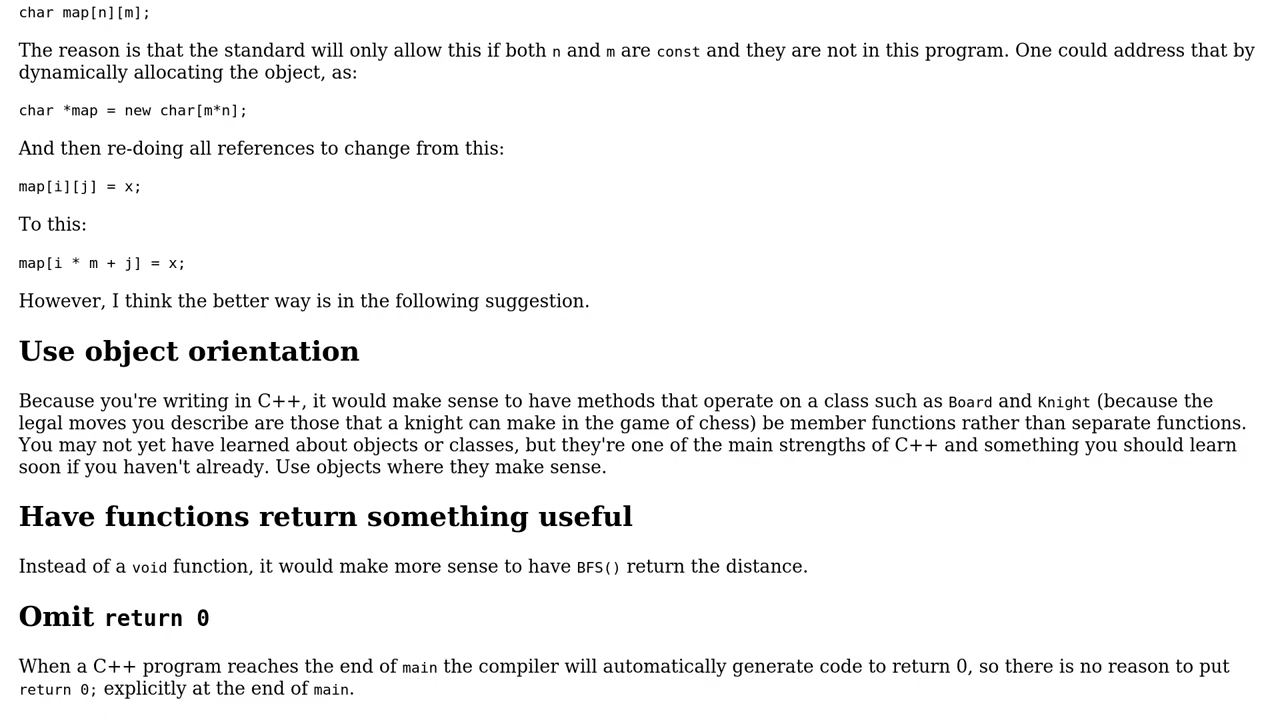 char map[n][m];
The reason is that the standard will only allow this if both n and m are const and they are not in this program. One could address that by
dynamically allocating the object, as:
char *map = new char[m*n];
And then re-doing all references to change from this:
map[i][j] = x;
To this:
map[i * m + j] = x;
However, I think the better way is in the following suggestion.
Use object orientation
Because you're writing in C++, it would make sense to have methods that operate on a class such as Board and Knight (because the
legal moves you describe are those that a knight can make in the game of chess) be member functions rather than separate functions.
You may not yet have learned about objects or classes, but they're one of the main strengths of C++ and something you should learn
soon if you haven't already. Use objects where they make sense.
Have functions return something useful
Instead of a void function, it would make more sense to have BFS() return the distance.
Omit return 0
When a C++ program reaches the end of main the compiler will automatically generate code to return 0, so there is no reason to put
return 0; explicitly at the end of main.